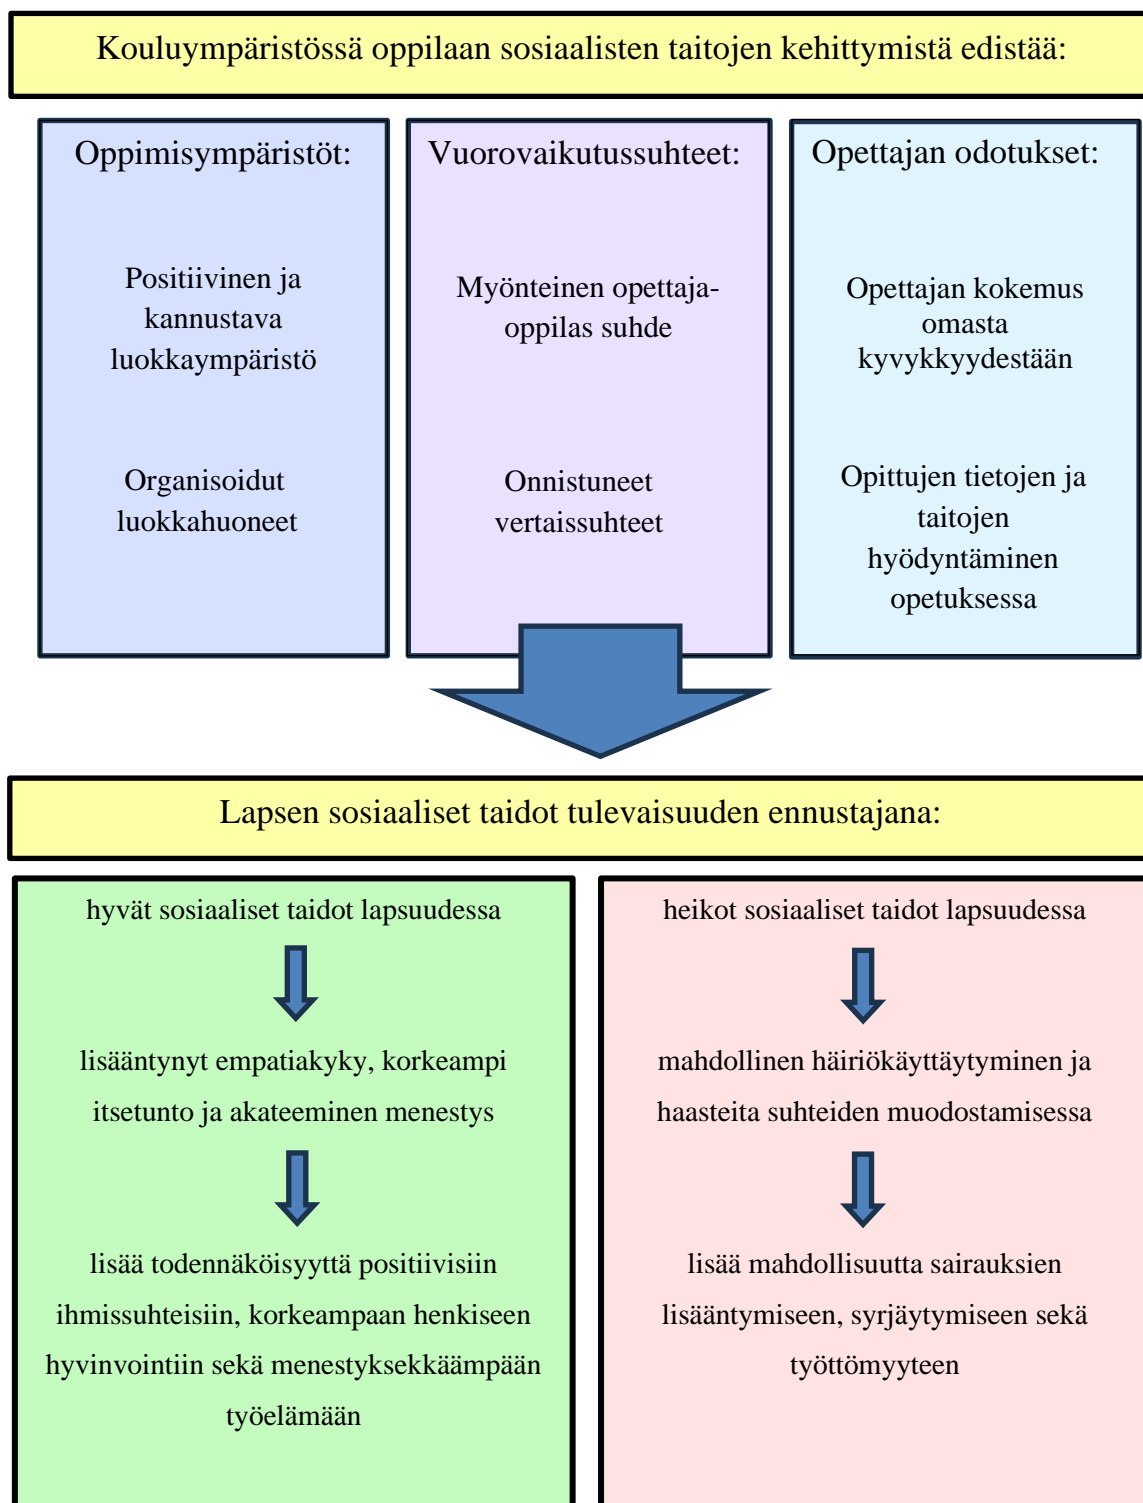 Kouluympäristössä oppilaan sosiaalisten taitojen kehittymistä edistää:
Oppimisympäristöt:
Positiivinen ja
kannustava
luokkaympäristö
Organisoidut
luokkahuoneet
Vuorovaikutussuhteet:
Myönteinen opettaja-
oppilas suhde
Onnistuneet
vertaissuhteet
Opettajan odotukset:
Opettajan kokemus
omasta
kyvykkyydestään
Opittujen tietojen ja
taitojen
hyödyntäminen
opetuksessa
Lapsen sosiaaliset taidot tulevaisuuden ennustajana:
hyvät sosiaaliset taidot lapsuudessa
lisääntynyt empatiakyky, korkeampi
itsetunto ja akateeminen menestys
lisää todennäköisyyttä positiivisiin
ihmissuhteisiin, korkeampaan henkiseen
hyvinvointiin sekä menestyksekkäämpään
työelämään
heikot sosiaaliset taidot lapsuudessa
mahdollinen häiriökäyttäytyminen ja
haasteita suhteiden muodostamisessa
lisää mahdollisuutta sairauksien
lisääntymiseen, syrjäytymiseen sekä
työttömyyteen